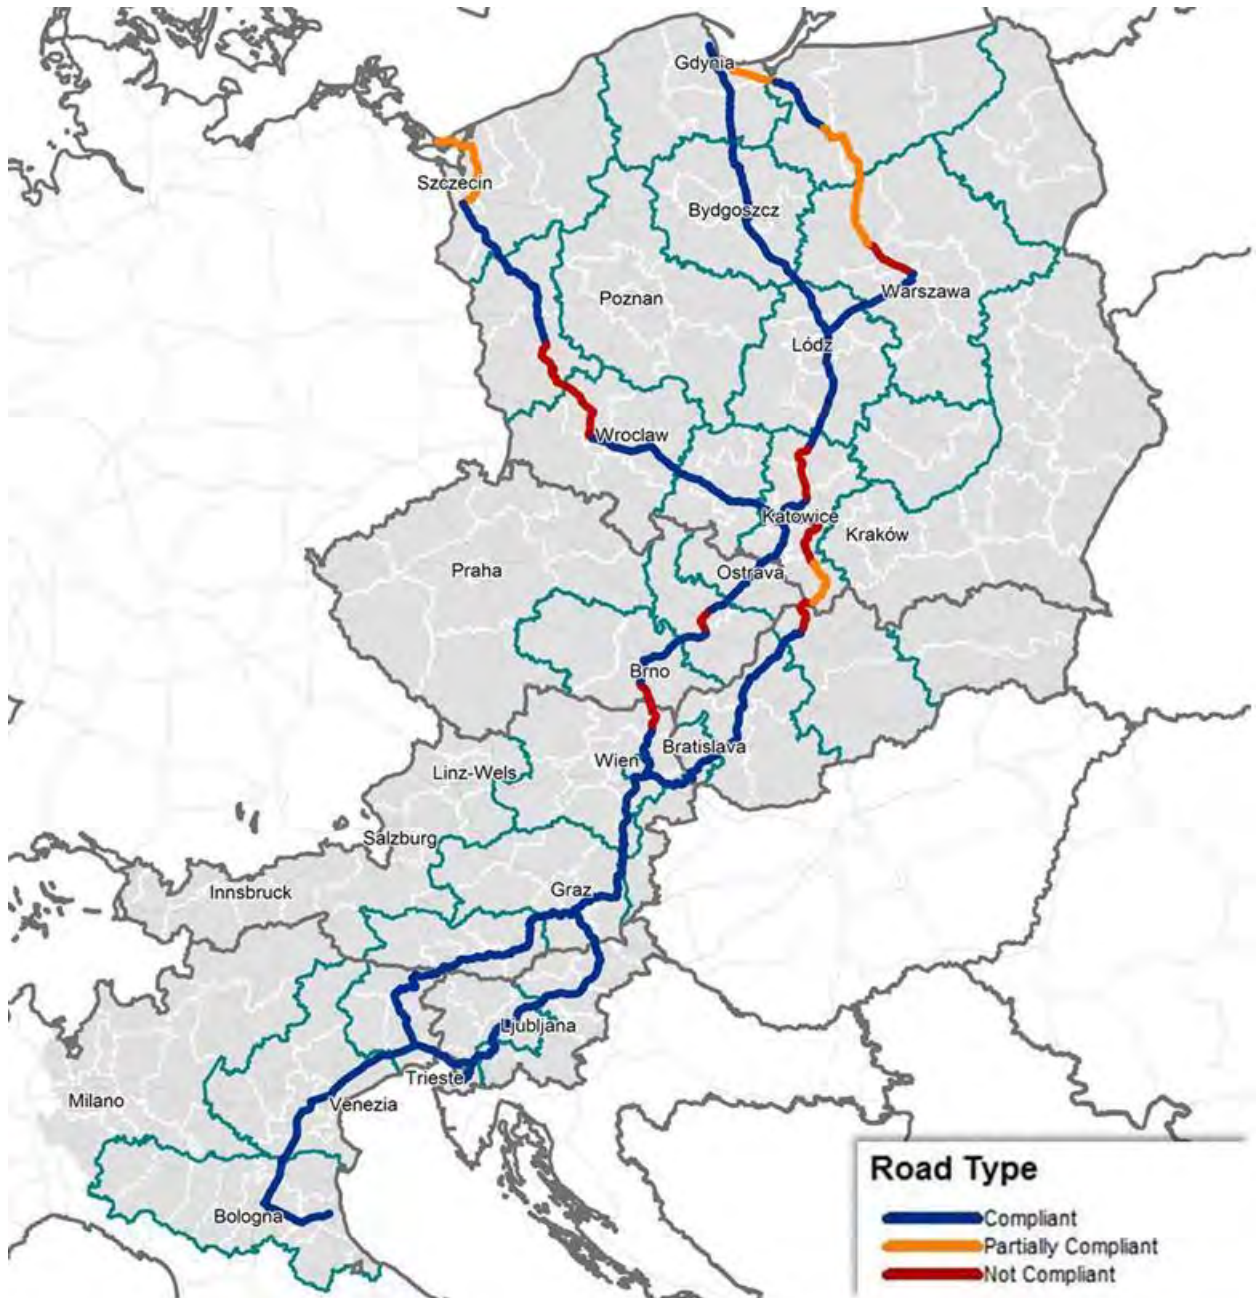 Gdynia
Szczecin
Bydgoszcz
Poznan
Warszawa
Lódz
Wroclaw
Katowice
Kraków
Praha
Ostrava
Brno
Bratislava
Wien
Linz-Wels
Salzburg
Innsbruck
Graz
Ljubljana
Trieste
Milano
Venezia
Bologna
Road Type
Compliant
Partially Compliant
Not Compliant